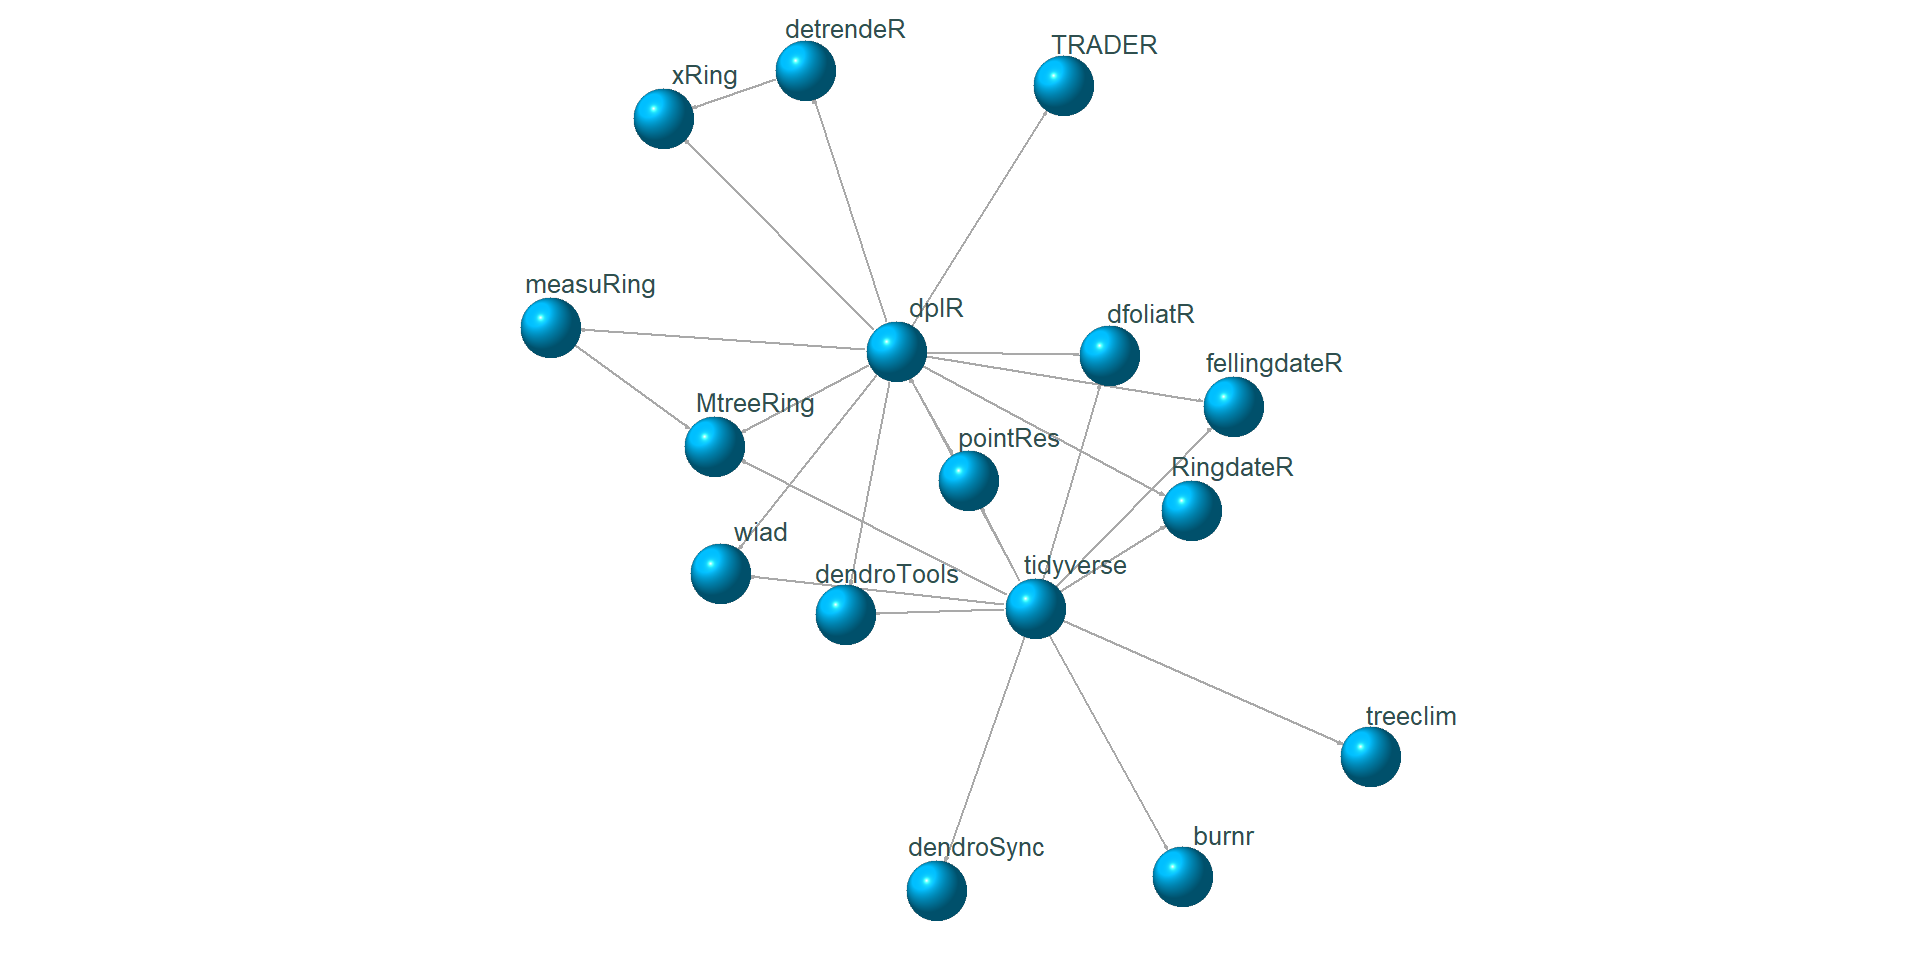 detrendeR
TRADER
xRing
measuRing
dplR
dfoliatR
fellingdateR
MtreeRing
pointRes
RingdateR
wiad
dendroTools
tidyverse
treeclim
burnr
dendroSync